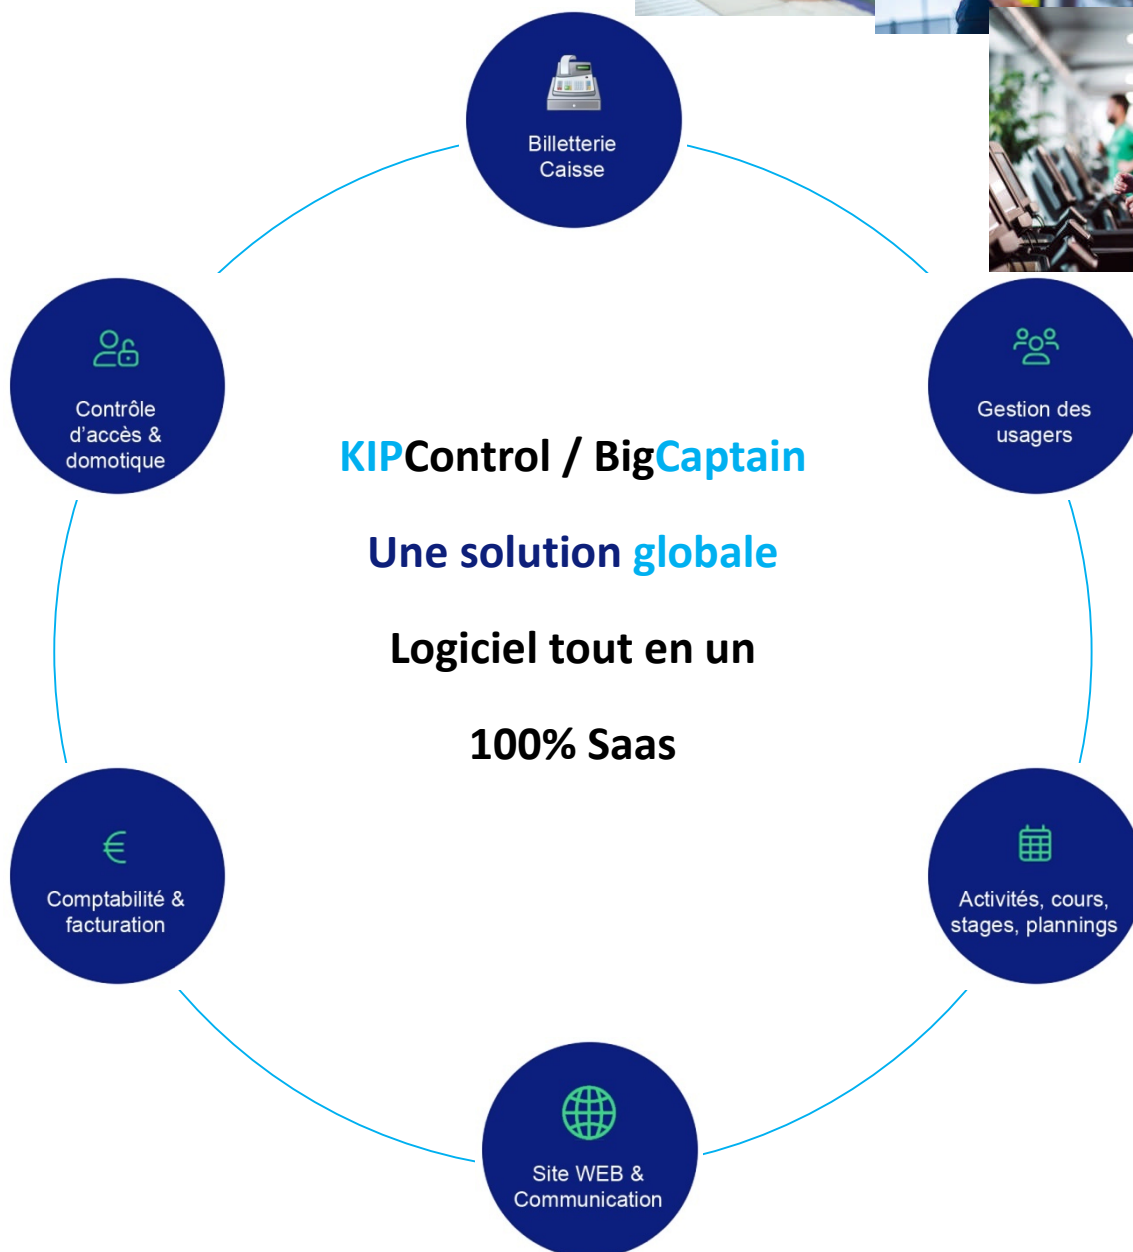 Billetterie
Caisse
Contrôle
d'accès &
domotique
Gestion des
usagers
KIPControl / BigCaptain
Une solution globale
Logiciel tout en un
100% Saas
€
Comptabilité &
facturation
Activités, cours,
stages, plannings
Site WEB &
Communication